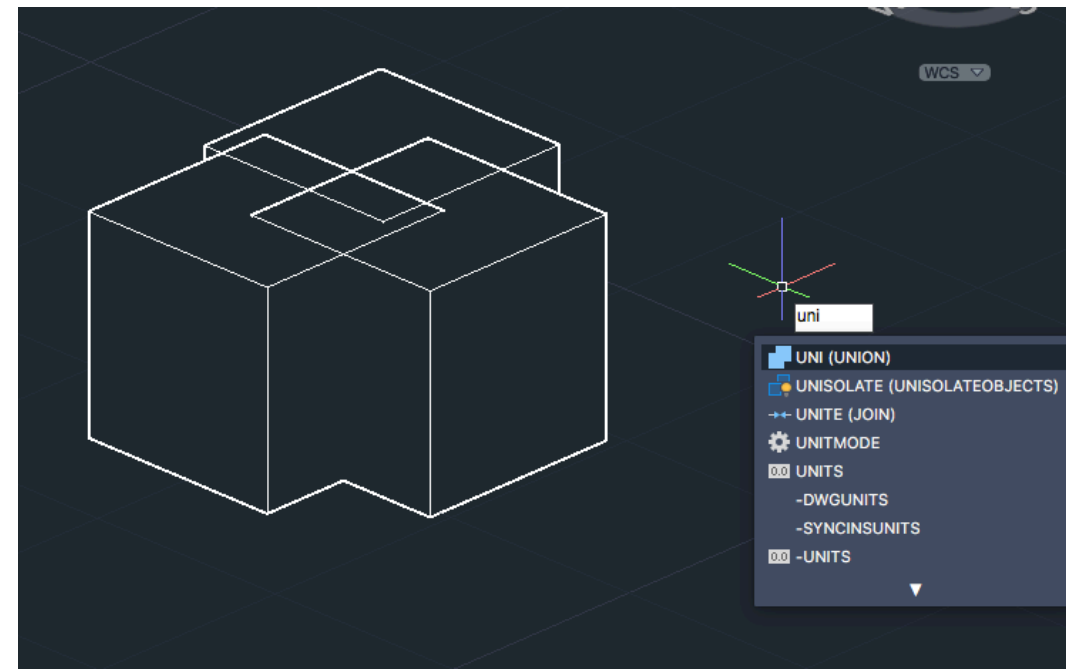 WCS
uni
UNI (UNION)
UNISOLATE (UNISOLATEOBJECTS)
UNITE (JOIN)
UNITMODE
0.0 UNITS
-DWGUNITS
-SYNCINSUNITS
0.0 -UNITS